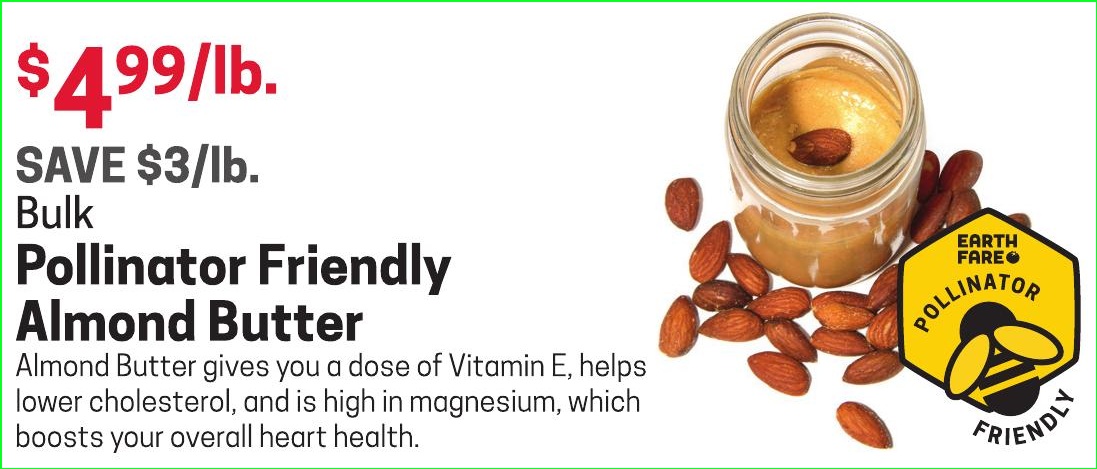 $4.99/lb.
SAVE $3/lb.
Bulk
Pollinator Friendly
Almond Butter
Almond Butter gives you a dose of Vitamin E, helps
lower cholesterol, and is high in magnesium, which
boosts your overall heart health.
EARTH
FARE
POLLINATOR
FRIENDLY